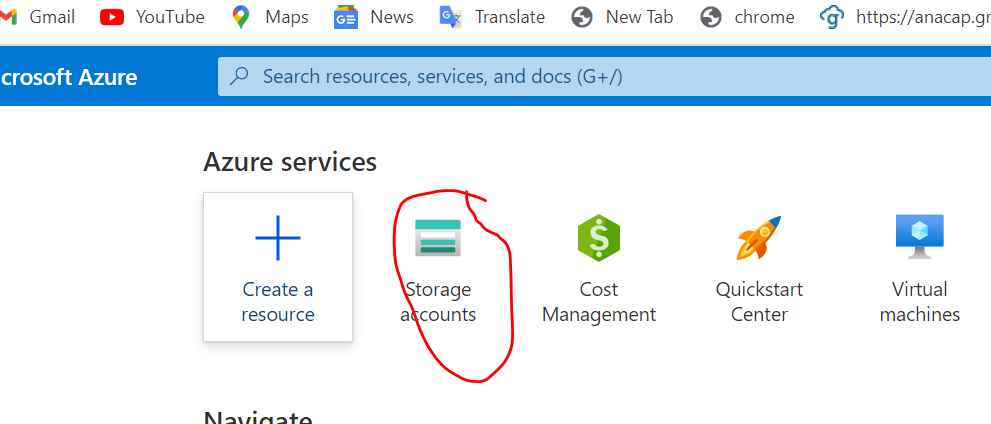 Gmail YouTube Maps News Translate New Tab chrome https://anacap.gr
crosoft Azure Search resources, services, and docs (G+/)
Azure services
Create a resource
Storage accounts
Cost Management
Quickstart Center
Virtual machines
Navigate